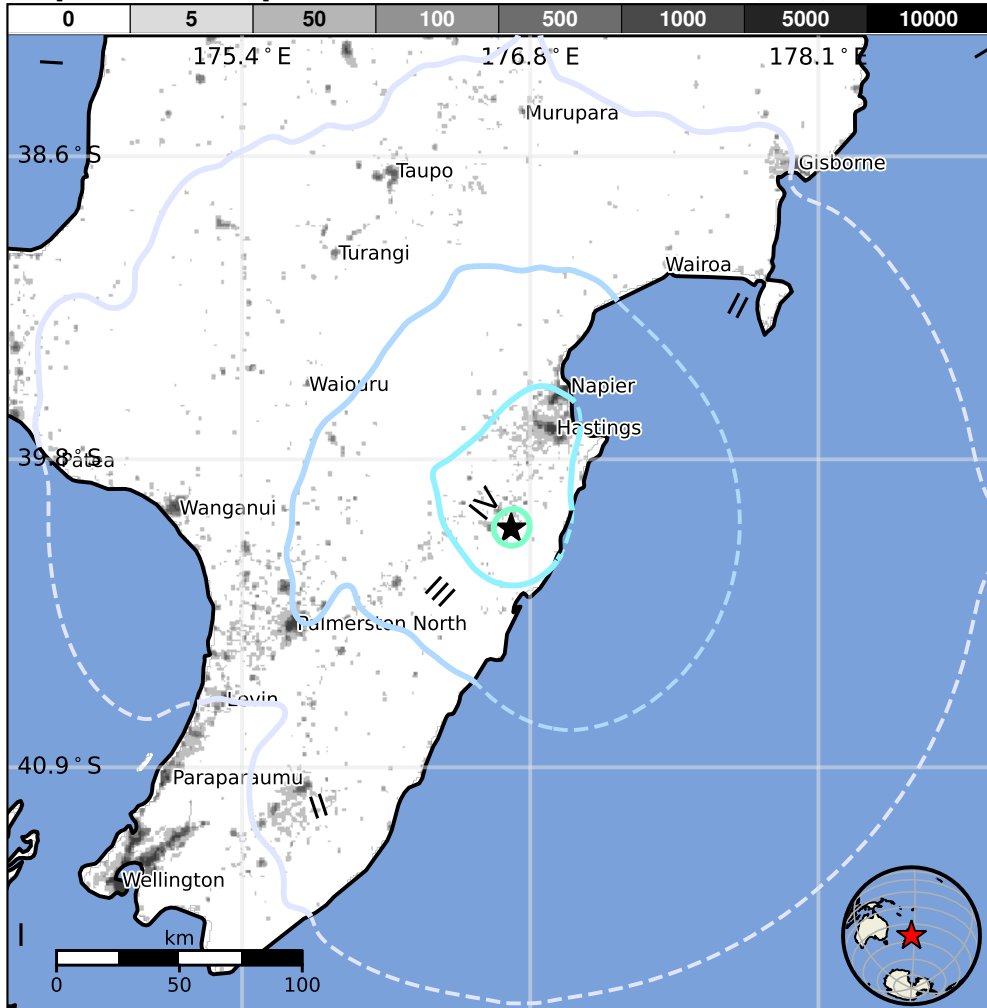 0 5 50 100 500 1000 5000 10000
175.4°E 176.8°E 178.1°E
Murupara
38.6°S
Gisborne
Taupo
Turangi
Wairoa
II
Waiouru
Napier
Hastings
39.8°S
Patea
IV
Wanganui
III
Palmerston North
Levin
40.9°S
Paraparaumu
II
Wellington
I
km
0 50 100